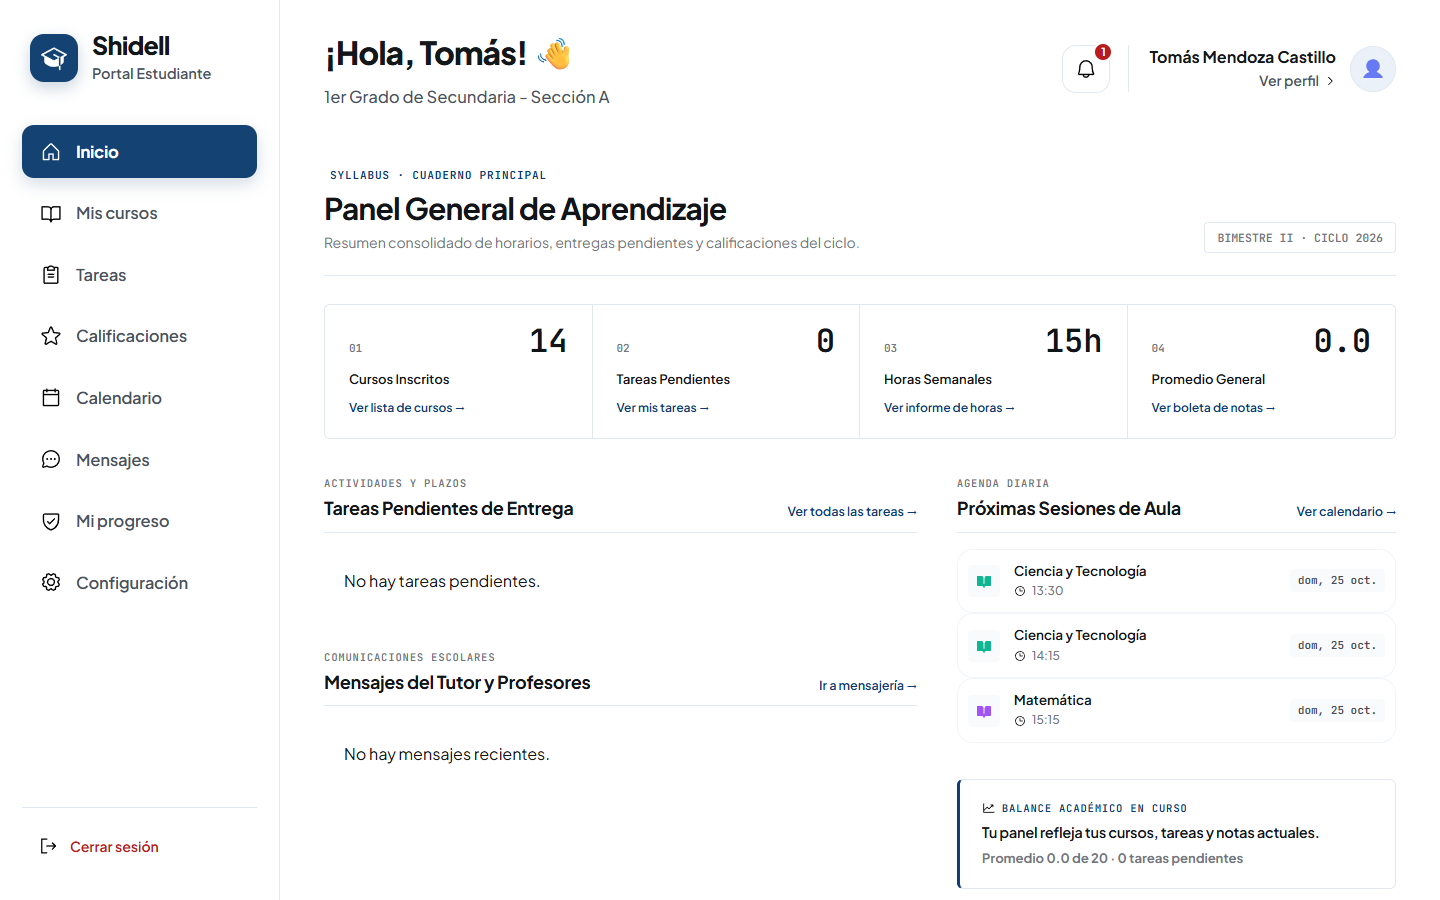 Shidell
Portal Estudiante
Inicio
Mis cursos
Tareas
Calificaciones
Calendario
Mensajes
Mi progreso
Configuración
Cerrar sesión
¡Hola, Tomás! 👋
1er Grado de Secundaria - Sección A
1
Tomás Mendoza Castillo
Ver perfil
SYLLABUS · CUADERNO PRINCIPAL
Panel General de Aprendizaje
Resumen consolidado de horarios, entregas pendientes y calificaciones del ciclo.
BIMESTRE II · CICLO 2026
01 14
Cursos Inscritos
Ver lista de cursos →
02 0
Tareas Pendientes
Ver mis tareas →
03 15h
Horas Semanales
Ver informe de horas →
04 0.0
Promedio General
Ver boleta de notas →
ACTIVIDADES Y PLAZOS
Tareas Pendientes de Entrega
Ver todas las tareas →
No hay tareas pendientes.
COMUNICACIONES ESCOLARES
Mensajes del Tutor y Profesores
Ir a mensajería →
No hay mensajes recientes.
AGENDA DIARIA
Próximas Sesiones de Aula
Ver calendario →
Ciencia y Tecnología
13:30
dom, 25 oct.
Ciencia y Tecnología
14:15
dom, 25 oct.
Matemática
15:15
dom, 25 oct.
BALANCE ACADÉMICO EN CURSO
Tu panel refleja tus cursos, tareas y notas actuales.
Promedio 0.0 de 20 · 0 tareas pendientes